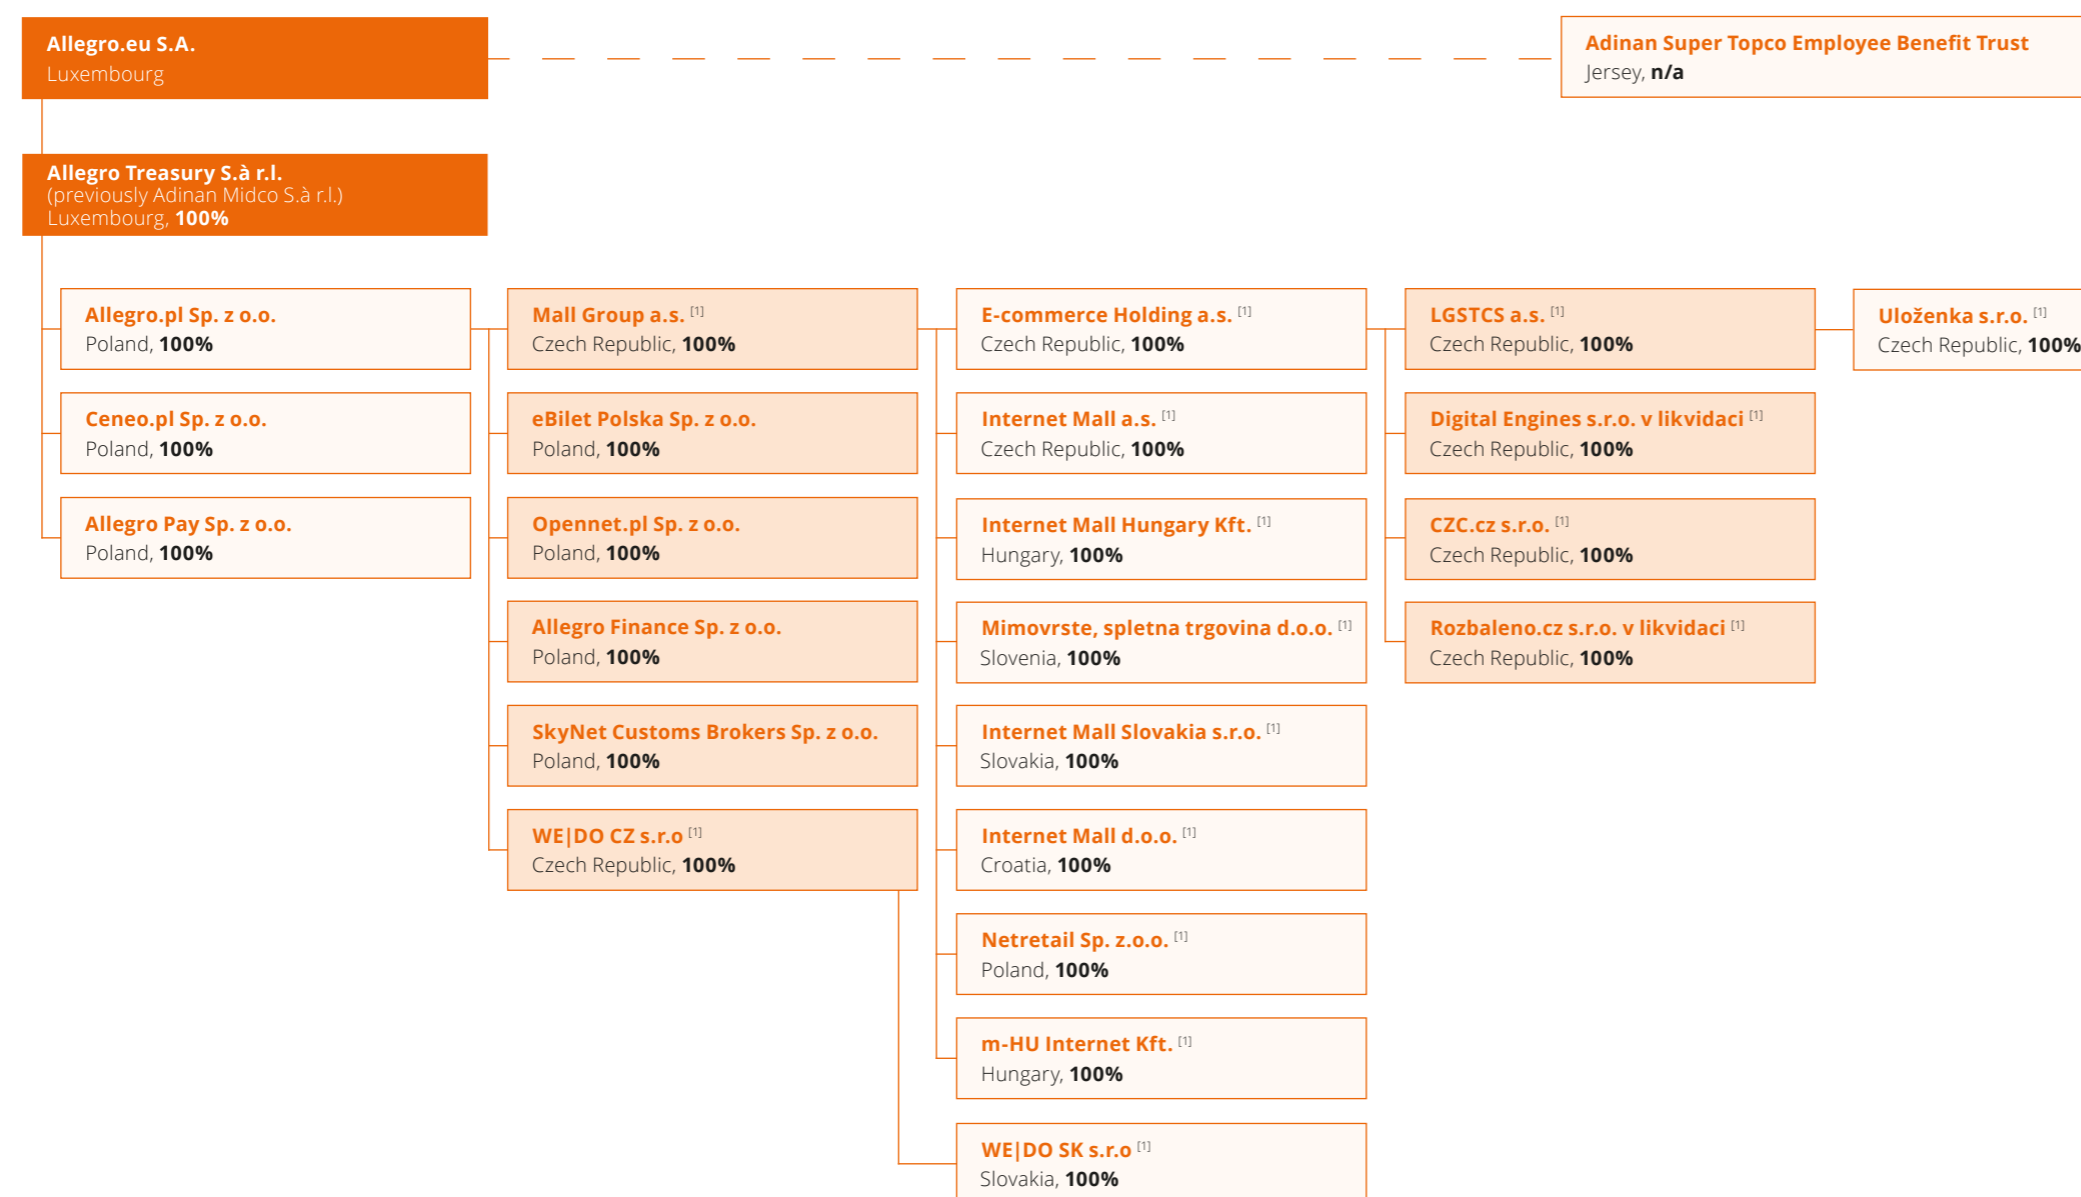 Allegro.eu S.A.
Luxembourg
Adinan Super Topco Employee Benefit Trust
Jersey, n/a
Allegro Treasury S.à r.l.
(previously Adinan Midco S.à r.l.)
Luxembourg, 100%
Allegro.pl Sp. z o.o.
Poland, 100%
Ceneo.pl Sp. z o.o.
Poland, 100%
Allegro Pay Sp. z o.o.
Poland, 100%
Mall Group a.s. [1]
Czech Republic, 100%
eBilet Polska Sp. z o.o.
Poland, 100%
Opennet.pl Sp. z o.o.
Poland, 100%
Allegro Finance Sp. z o.o.
Poland, 100%
SkyNet Customs Brokers Sp. z o.o.
Poland, 100%
WE|DO CZ s.r.o [1]
Czech Republic, 100%
E-commerce Holding a.s. [1]
Czech Republic, 100%
Internet Mall a.s. [1]
Czech Republic, 100%
Internet Mall Hungary Kft. [1]
Hungary, 100%
Mimovrste, spletna trgovina d.o.o. [1]
Slovenia, 100%
Internet Mall Slovakia s.r.o. [1]
Slovakia, 100%
Internet Mall d.o.o. [1]
Croatia, 100%
Netretail Sp. z.o.o. [1]
Poland, 100%
m-HU Internet Kft. [1]
Hungary, 100%
WE|DO SK s.r.o [1]
Slovakia, 100%
LGSTCS a.s. [1]
Czech Republic, 100%
Digital Engines s.r.o. v likvidaci [1]
Czech Republic, 100%
CZC.cz s.r.o. [1]
Czech Republic, 100%
Rozbaleno.cz s.r.o. v likvidaci [1]
Czech Republic, 100%
Uloženka s.r.o. [1]
Czech Republic, 100%